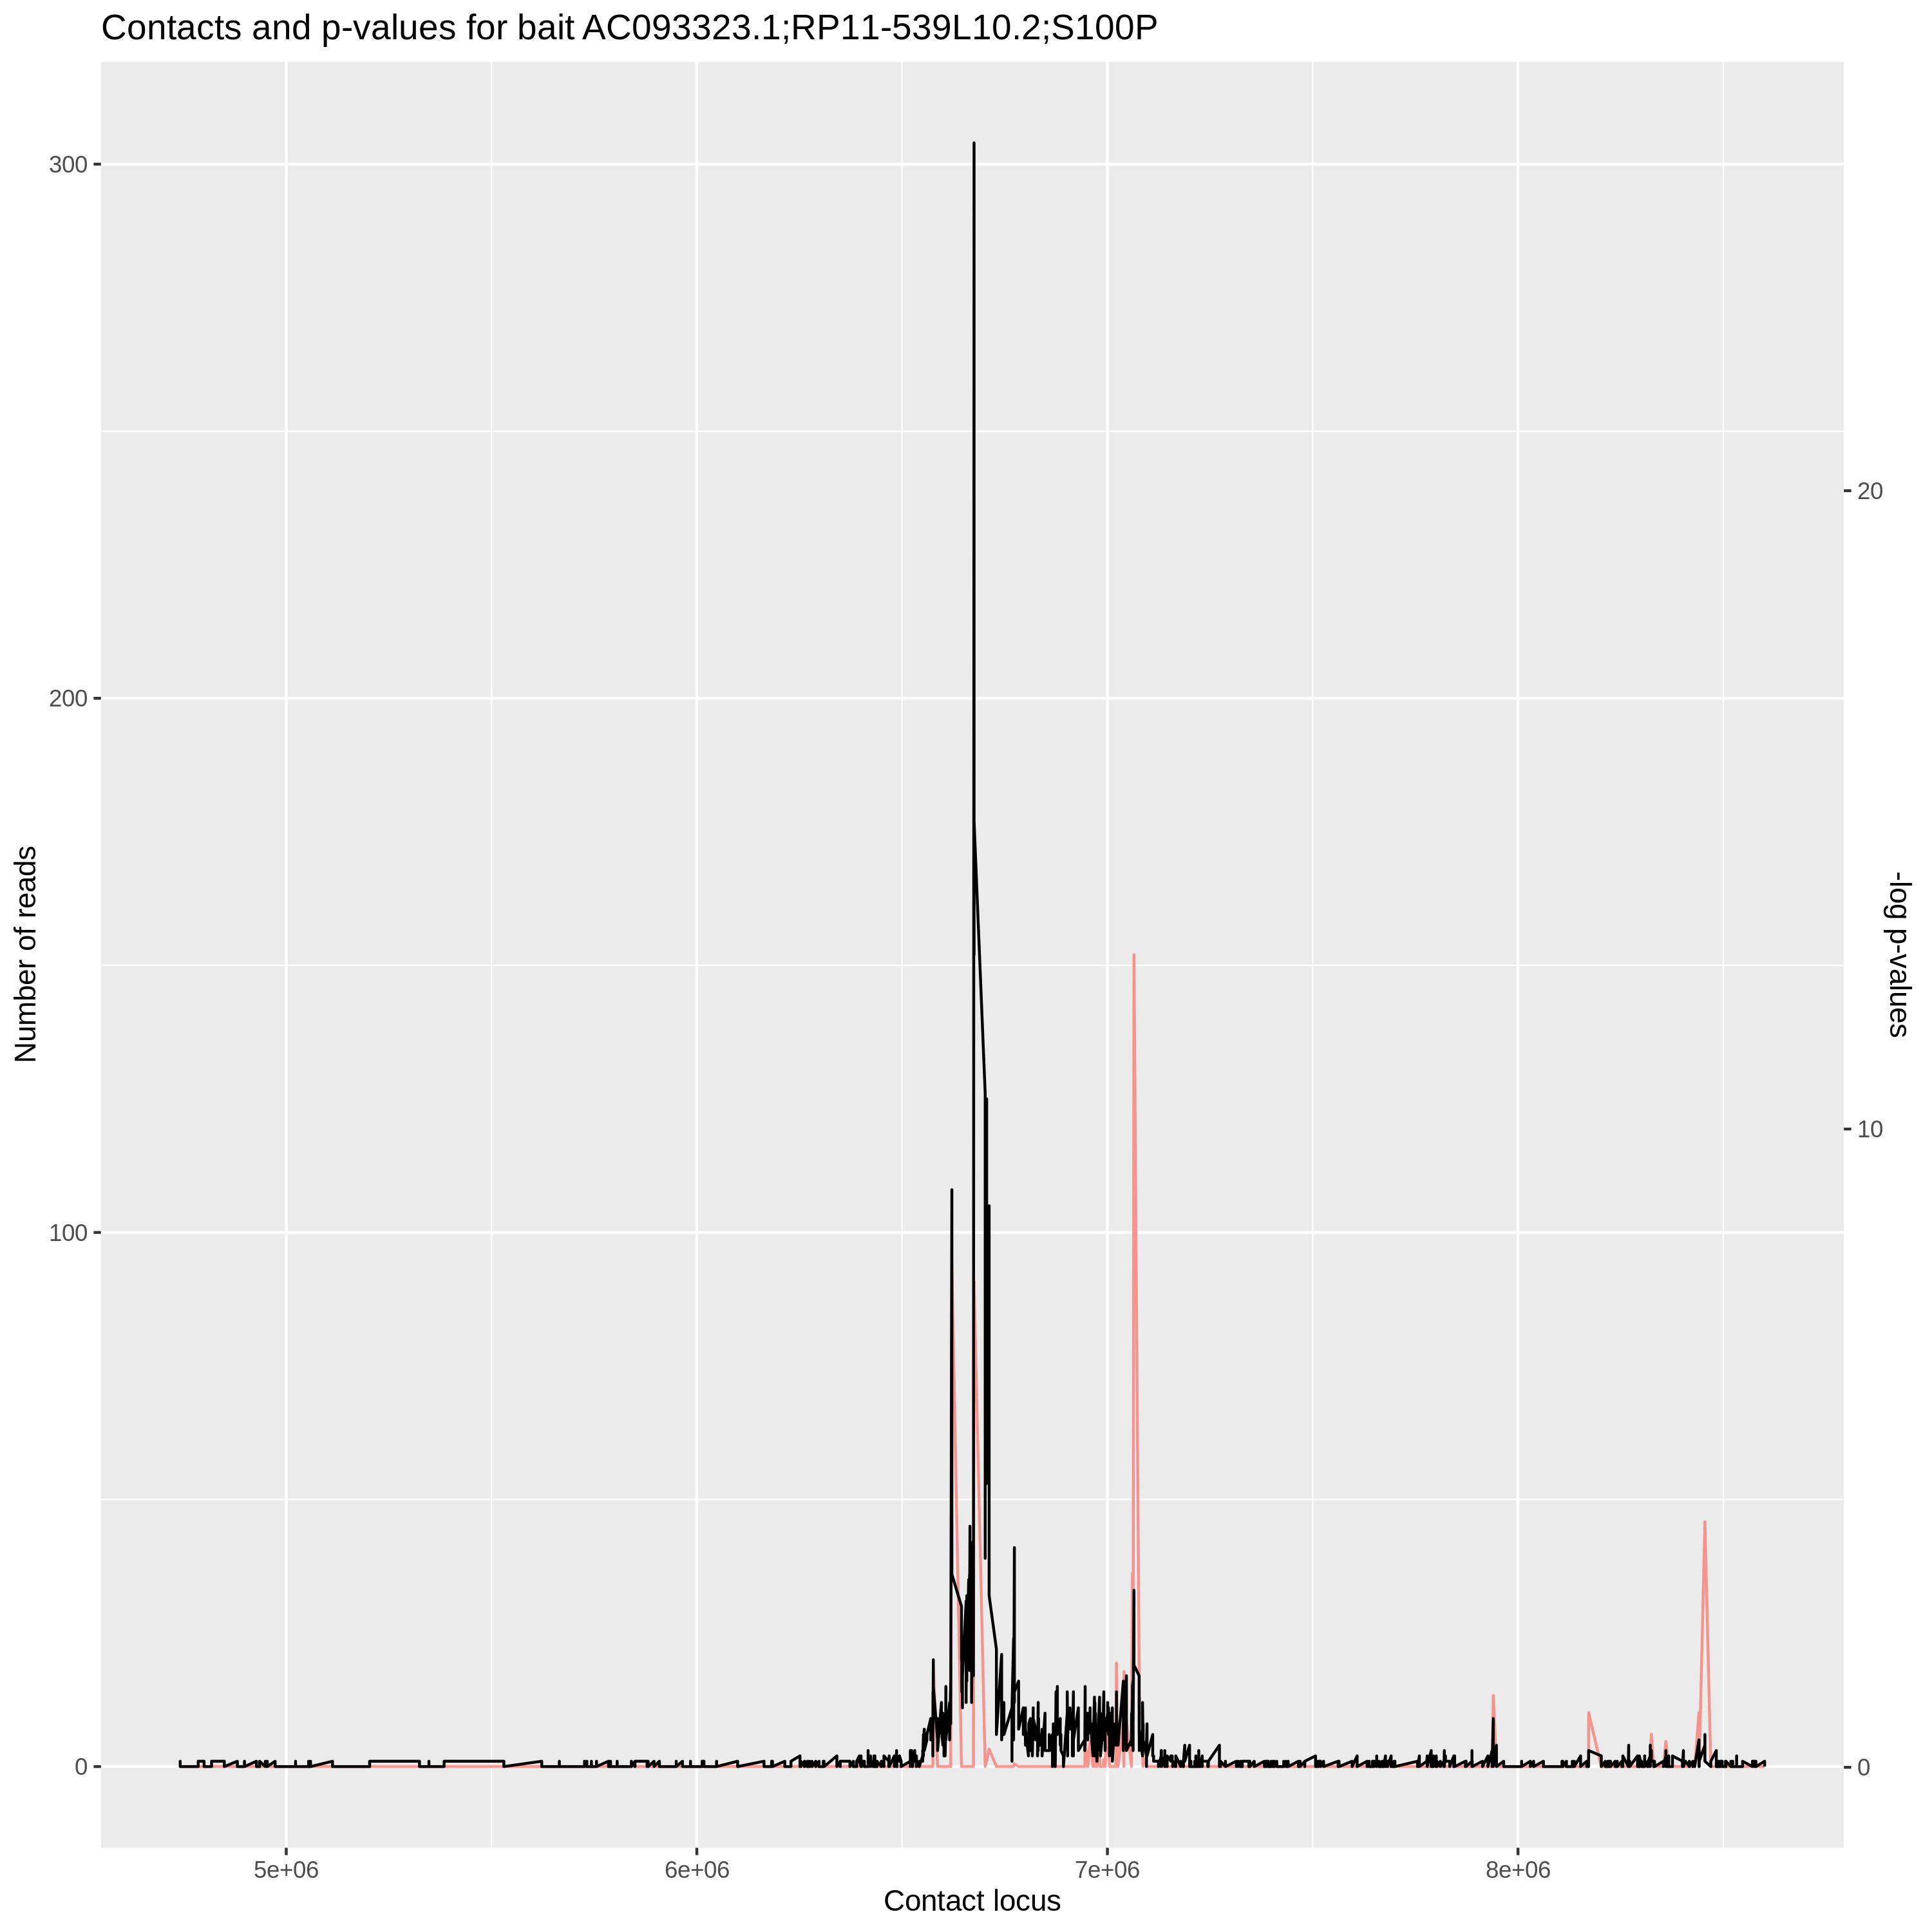 Contacts and p-values for bait AC093323.1;RP11-539L10.2;S100P
300
200
100
0
Number of reads
20
10
0
-log p-values
5e+06
6e+06
7e+06
8e+06
Contact locus